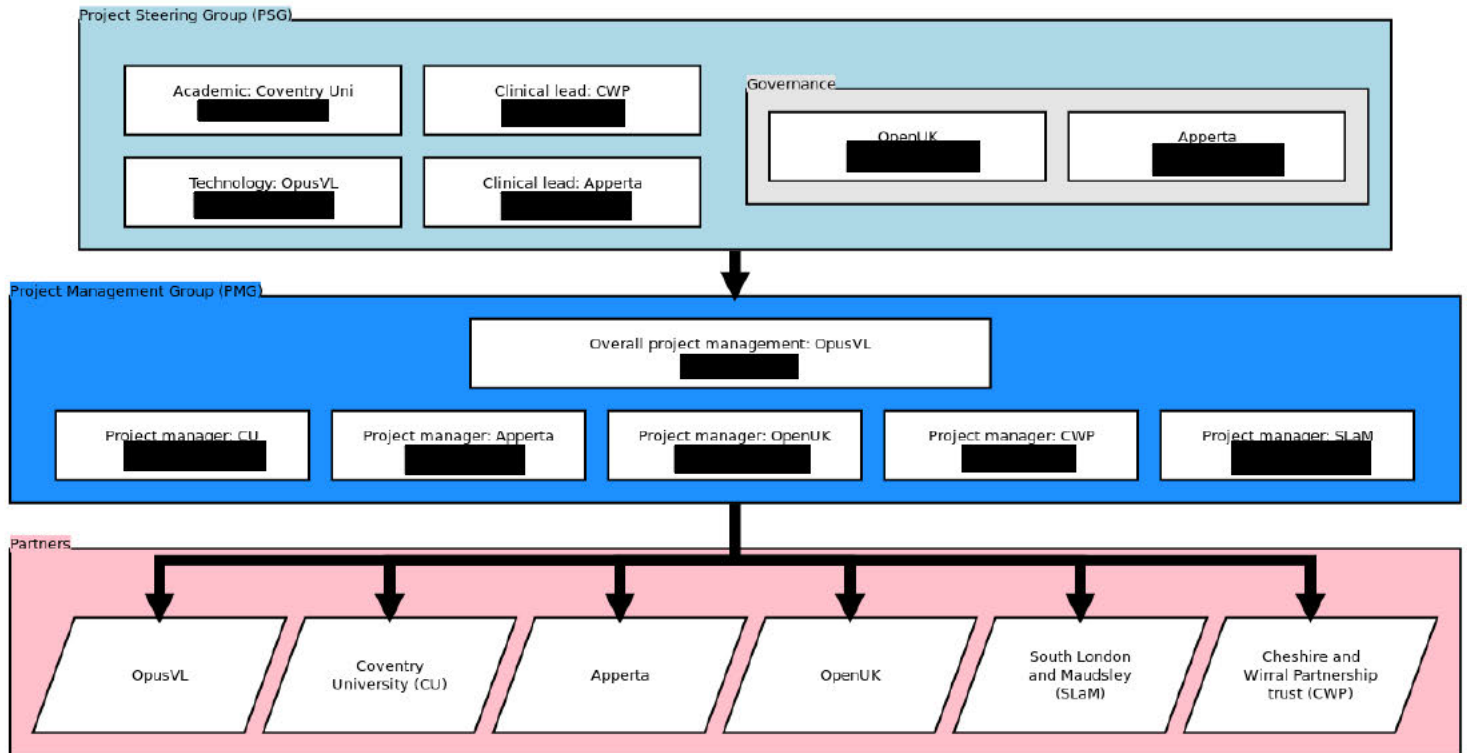 Project Steering Group (PSG)
Academic: Coventry Uni
Clinical lead: CWP
Governance
OpenUK
Apperta
Technology: OpusVL
Clinical lead: Apperta
Project Management Group (PMG)
Overall project management: OpusVL
Project manager: CU
Project manager: Apperta
Project manager: OpenUK
Project manager: CWP
Project manager: SLaM
Partners
OpusVL
Coventry
University (CU)
Apperta
OpenUK
South London
and Maudsley
(SLaM)
Cheshire and
Wirral Partnership
trust (CWP)